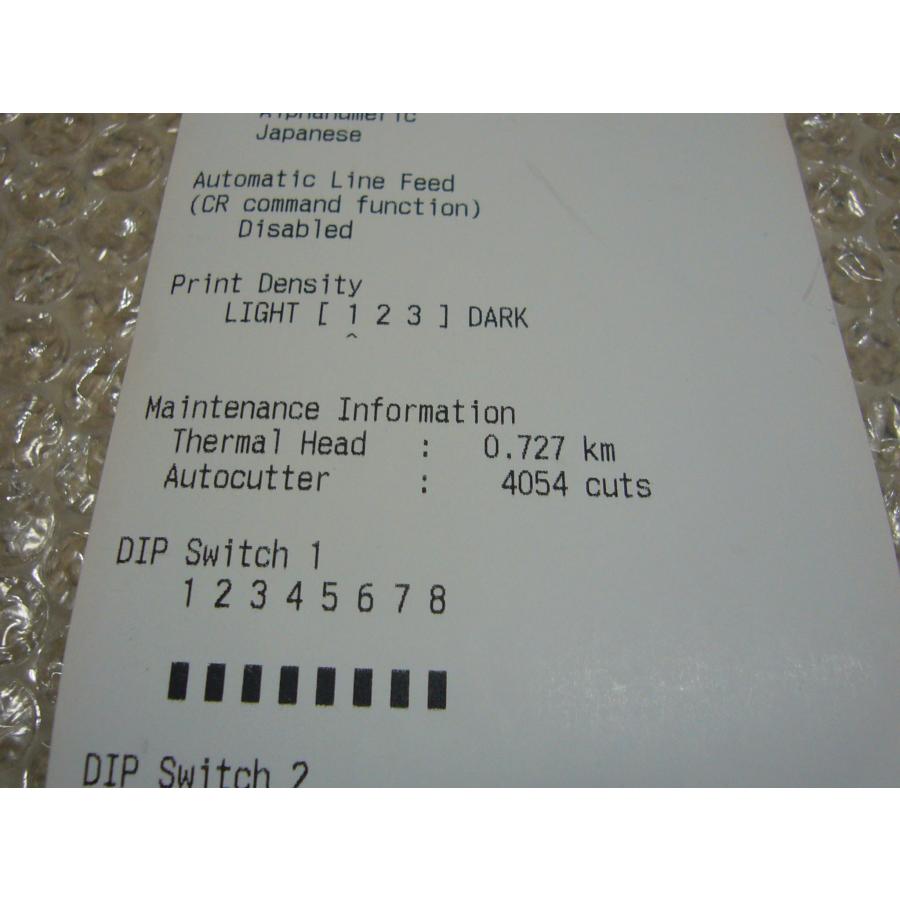 Alphanumeric
Japanese
Automatic Line Feed
(CR command function)
Disabled
Print Density
LIGHT [ 1 2 3 ] DARK
^
Maintenance Information
Thermal Head : 0.727 km
Autocutter : 4054 cuts
DIP Switch 1
1 2 3 4 5 6 7 8
DIP Switch 2